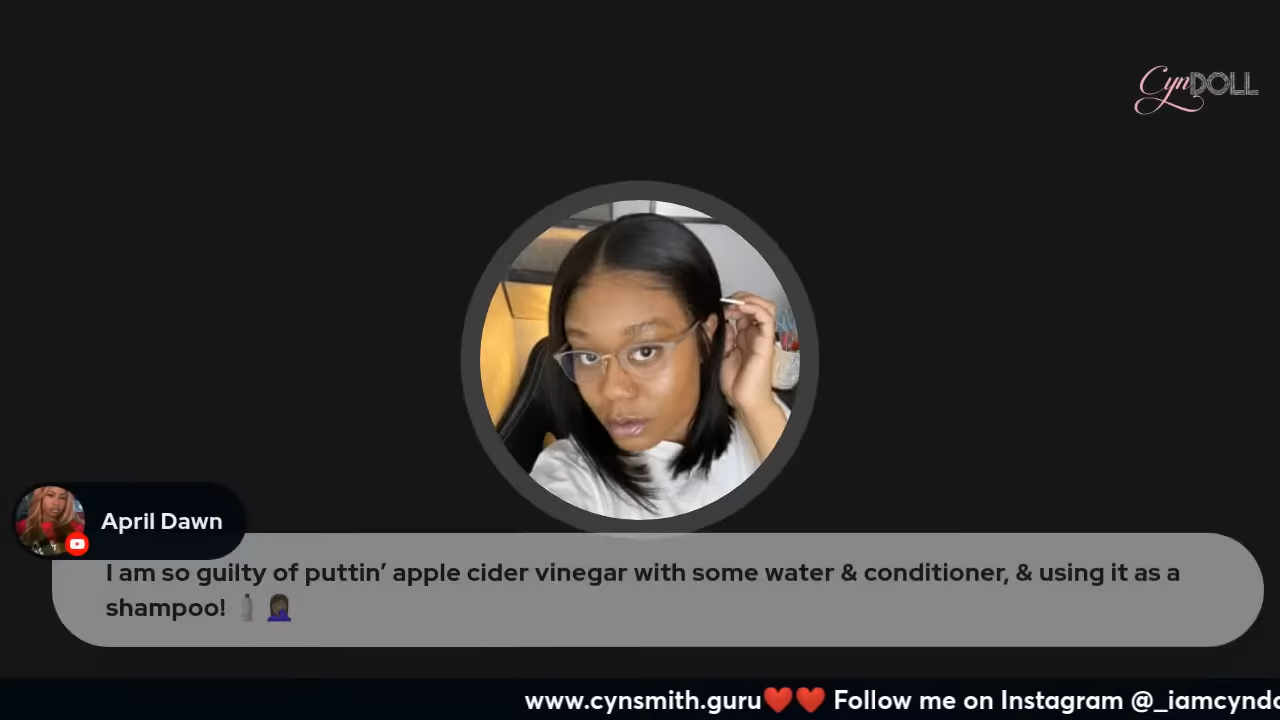 CynDOLL
April Dawn
I am so guilty of puttin’ apple cider vinegar with some water & conditioner, & using it as a
shampoo! 🧴🤦🏿‍♀️
www.cynsmith.guru❤️❤️ Follow me on Instagram @_iamcynd